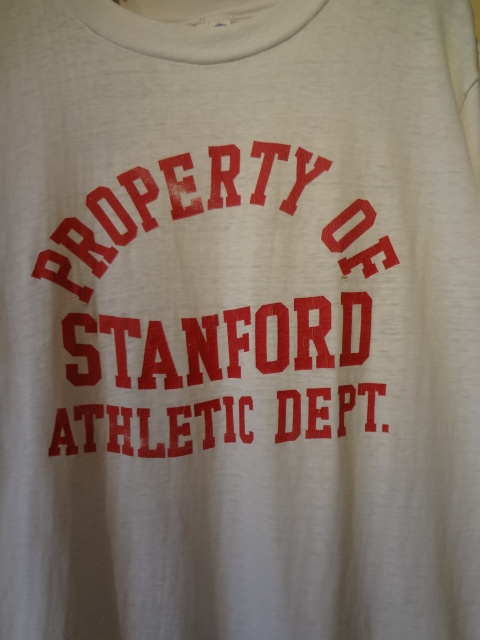 PROPERTY OF
STANFORD
ATHLETIC DEPT.